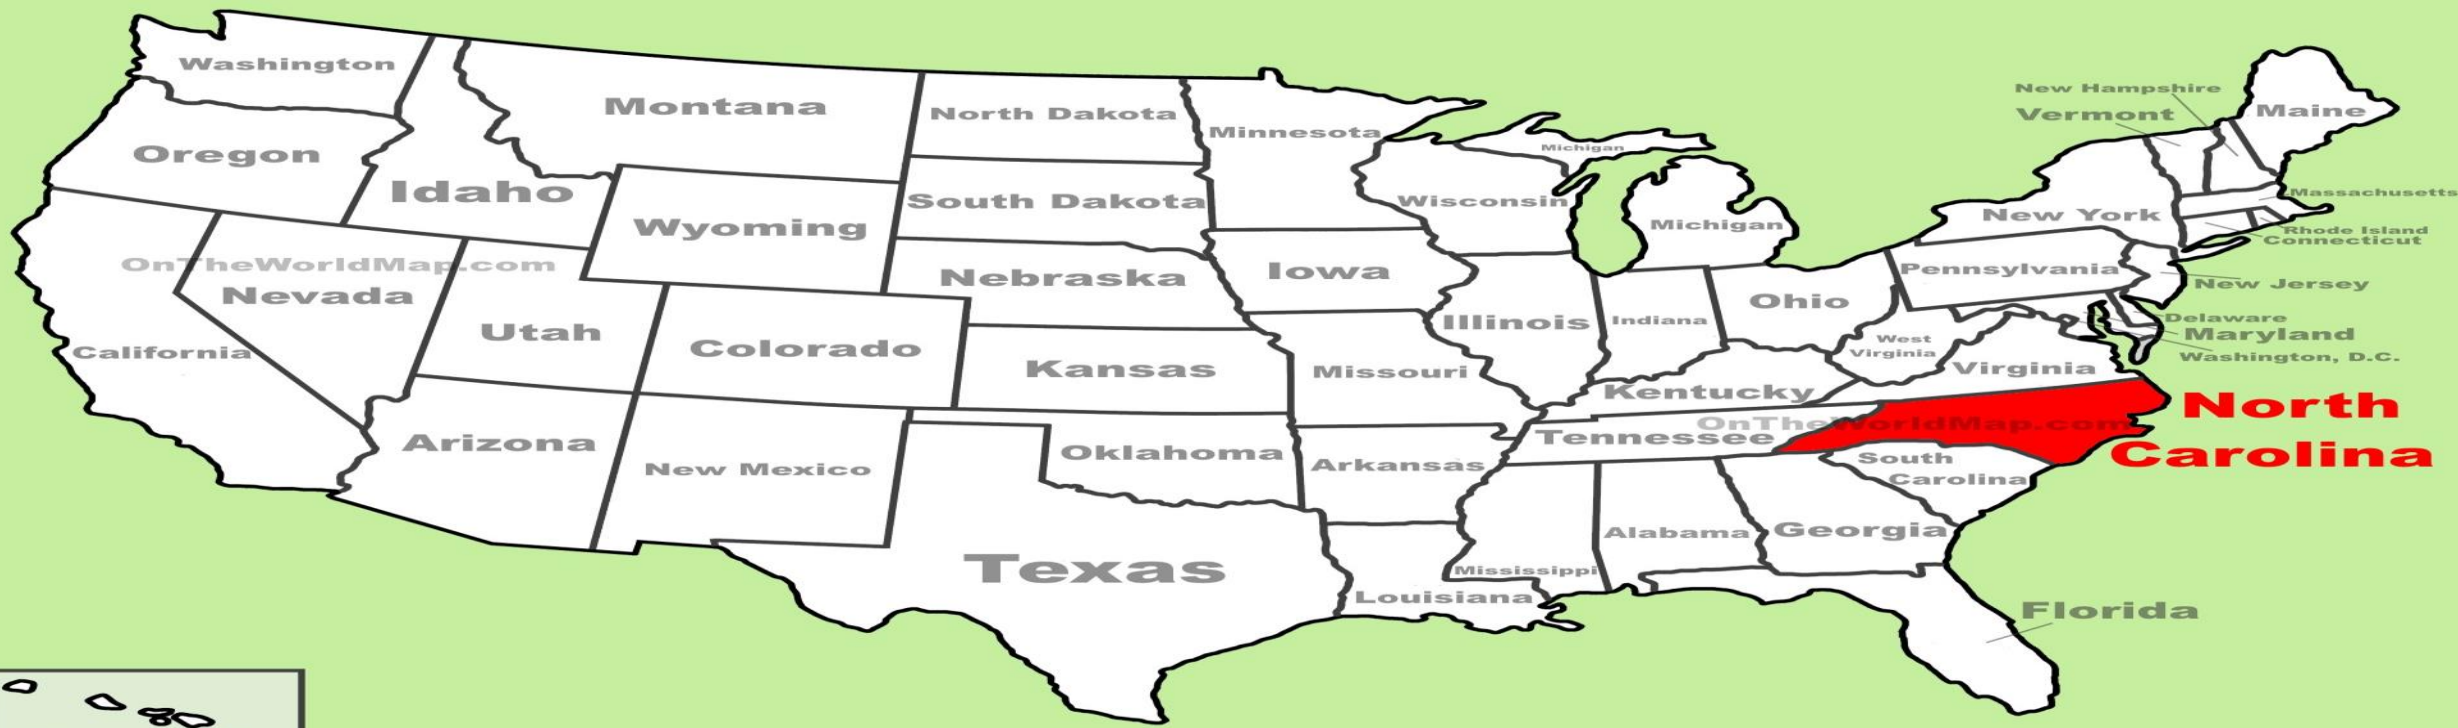 Washington
Montana
North Dakota
Minnesota
Michigan
New Hampshire
Vermont
Maine
Oregon
Idaho
Wyoming
South Dakota
Wisconsin
Michigan
New York
Massachusetts
Rhode Island
Connecticut
OnTheWorldMap.com
Nevada
Nebraska
Iowa
Pennsylvania
New Jersey
Utah
Colorado
Illinois
Indiana
Ohio
Delaware
Maryland
Washington, D.C.
California
Kansas
Missouri
West
Virginia
Virginia
Kentucky
North
Carolina
Arizona
New Mexico
Oklahoma
Arkansas
Tennessee
OnTheWorldMap.com
South
Carolina
Texas
Alabama
Georgia
Mississippi
Louisiana
Florida